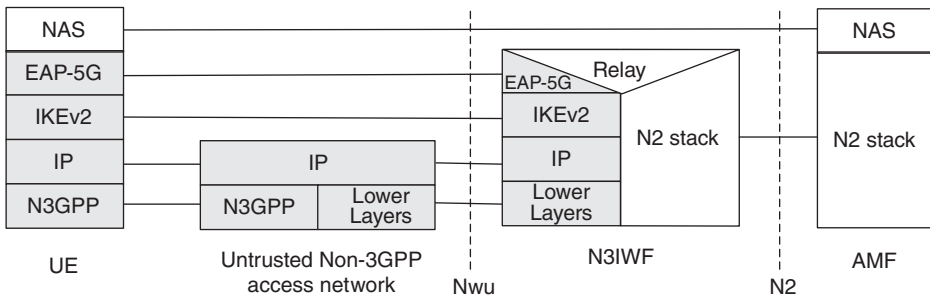 NAS
NAS
EAP-5G
EAP-5G
Relay
IKEv2
IKEv2
N2 stack
N2 stack
IP
IP
IP
N3GPP
N3GPP
Lower
Layers
Lower
Layers
UE
Untrusted Non-3GPP
access network
Nwu
N3IWF
N2
AMF